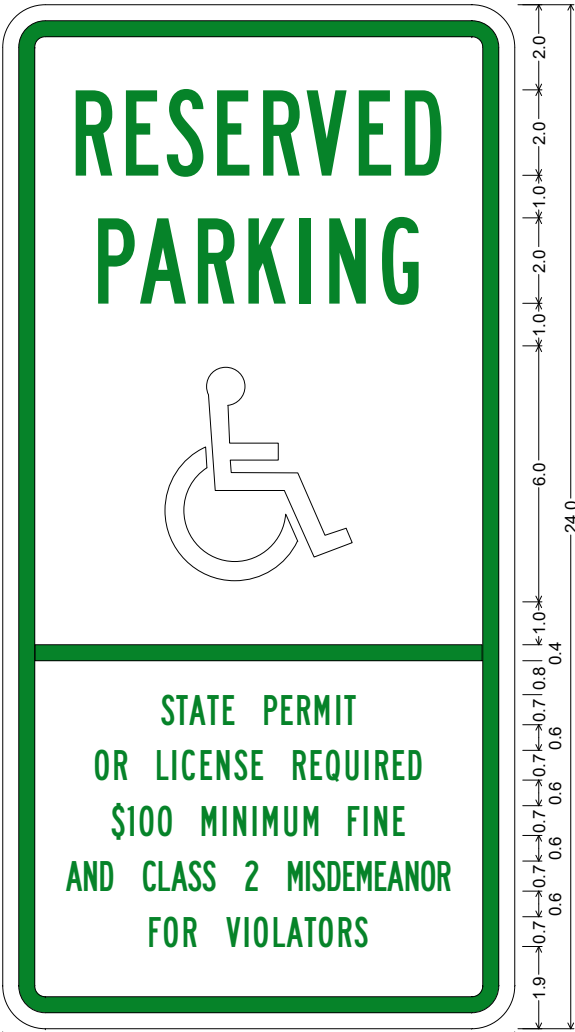 RESERVED
PARKING
STATE PERMIT
OR LICENSE REQUIRED
$100 MINIMUM FINE
AND CLASS 2 MISDEMEANOR
FOR VIOLATORS
2.0
2.0
1.0
2.0
1.0
6.0
24.0
1.0
0.4
0.8
0.7
0.6
0.7
0.6
0.7
0.6
0.7
0.6
0.7
1.9